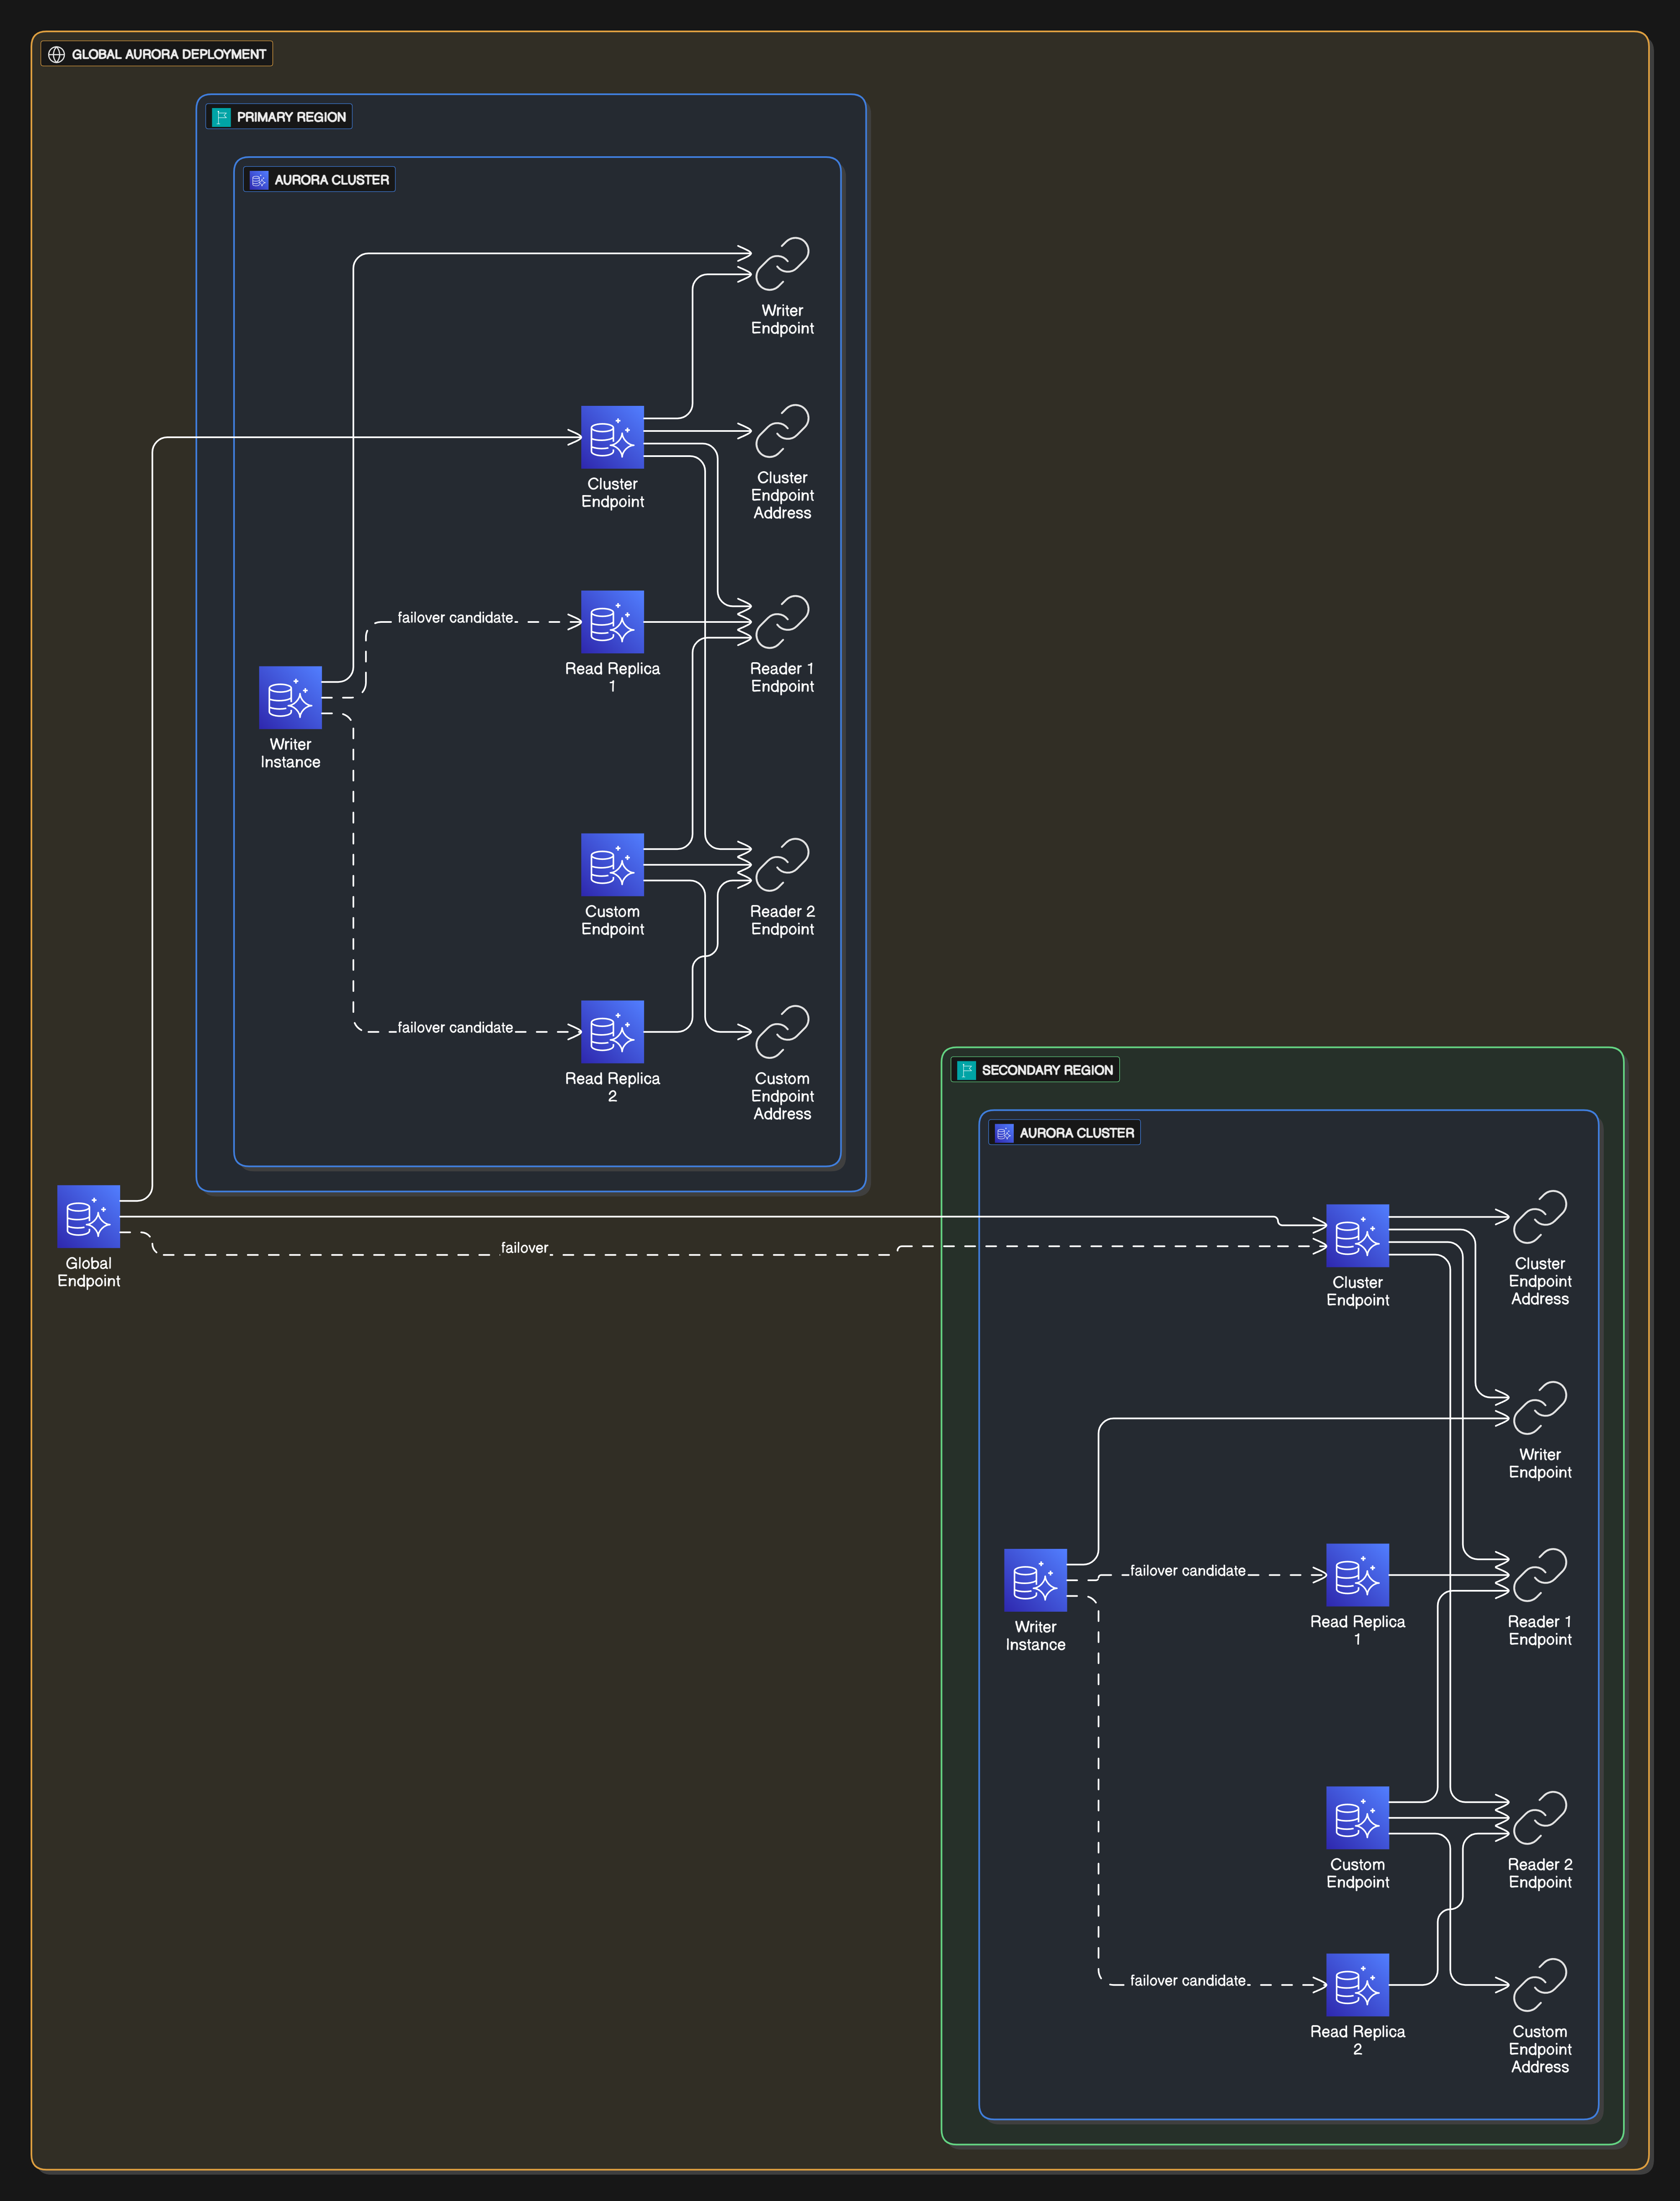 GLOBAL AURORA DEPLOYMENT
PRIMARY REGION
AURORA CLUSTER
Writer
Endpoint
Cluster
Endpoint
Cluster
Endpoint
Address
failover candidate
Read Replica
1
Reader 1
Endpoint
Writer
Instance
Custom
Endpoint
Reader 2
Endpoint
failover candidate
Read Replica
2
Custom
Endpoint
Address
Global
Endpoint
failover
SECONDARY REGION
AURORA CLUSTER
Cluster
Endpoint
Cluster
Endpoint
Address
Writer
Endpoint
Writer
Instance
failover candidate
Read Replica
1
Reader 1
Endpoint
Custom
Endpoint
Reader 2
Endpoint
failover candidate
Read Replica
2
Custom
Endpoint
Address